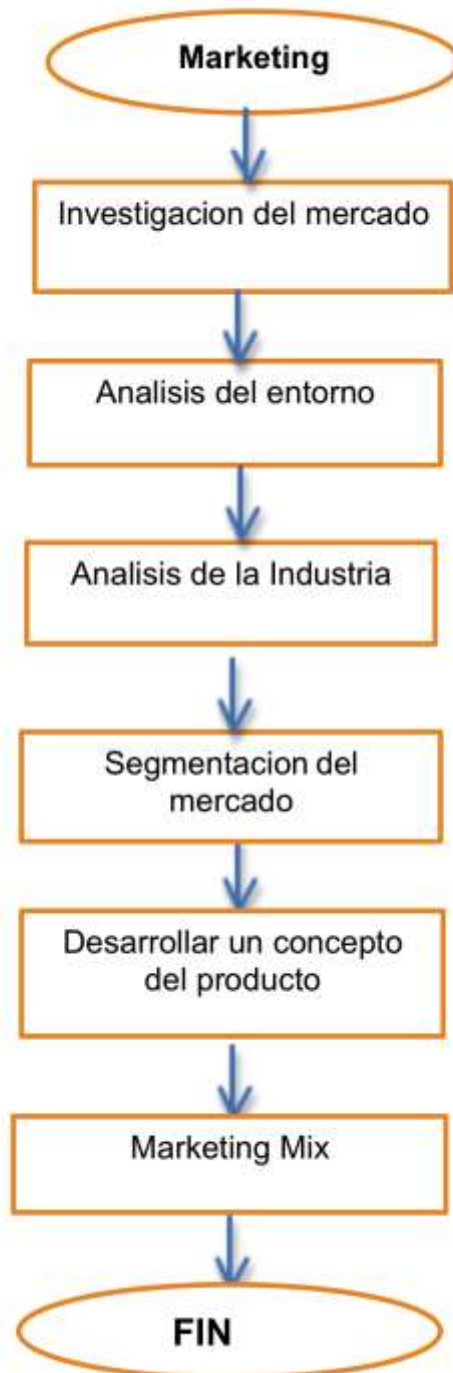 Marketing
Investigacion del mercado
Analisis del entorno
Analisis de la Industria
Segmentacion del
mercado
Desarrollar un concepto
del producto
Marketing Mix
FIN